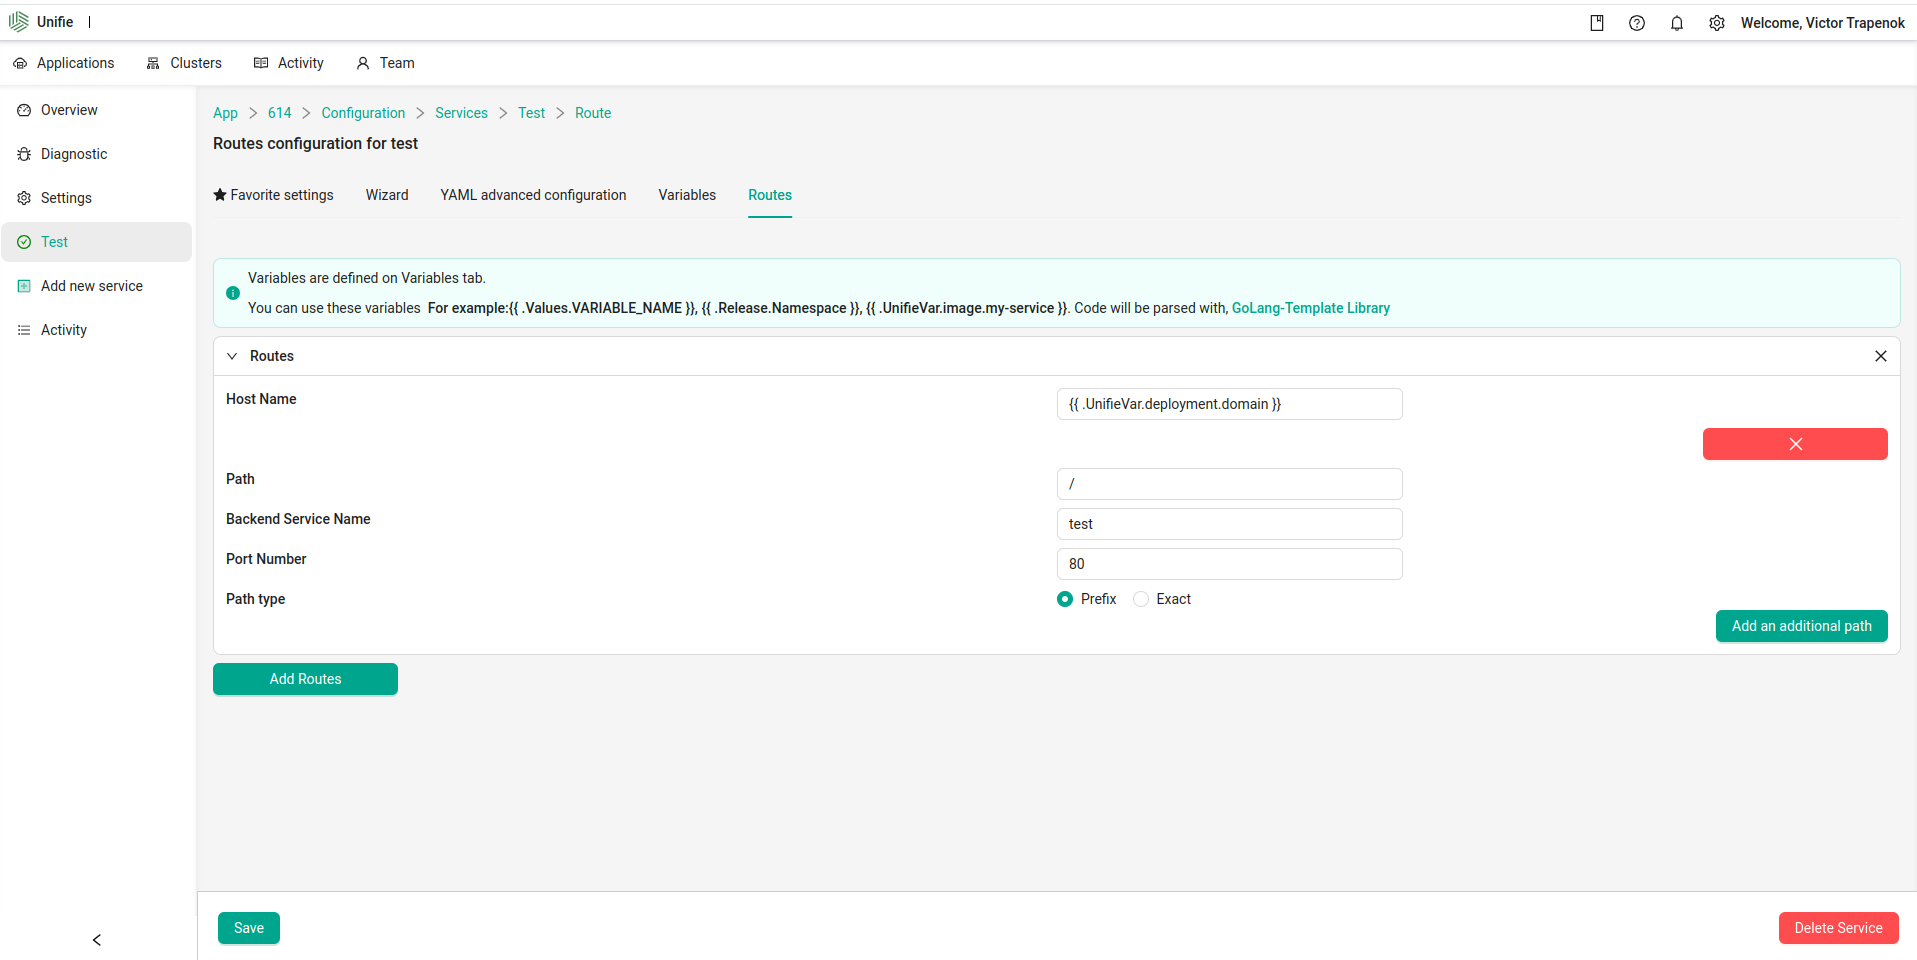 Unifie
Welcome, Victor Trapenok
Applications
Clusters
Activity
Team
Overview
Diagnostic
Settings
Test
Add new service
Activity
App > 614 > Configuration > Services > Test > Route
Routes configuration for test
Favorite settings
Wizard
YAML advanced configuration
Variables
Routes
Variables are defined on Variables tab.
You can use these variables For example:{{ .Values.VARIABLE_NAME }}, {{ .Release.Namespace }}, {{ .UnifieVar.image.my-service }}. Code will be parsed with, GoLang-Template Library
Routes
Host Name
{{ .UnifieVar.deployment.domain }}
Path
/
Backend Service Name
test
Port Number
80
Path type
Prefix
Exact
Add an additional path
Add Routes
Save
Delete Service